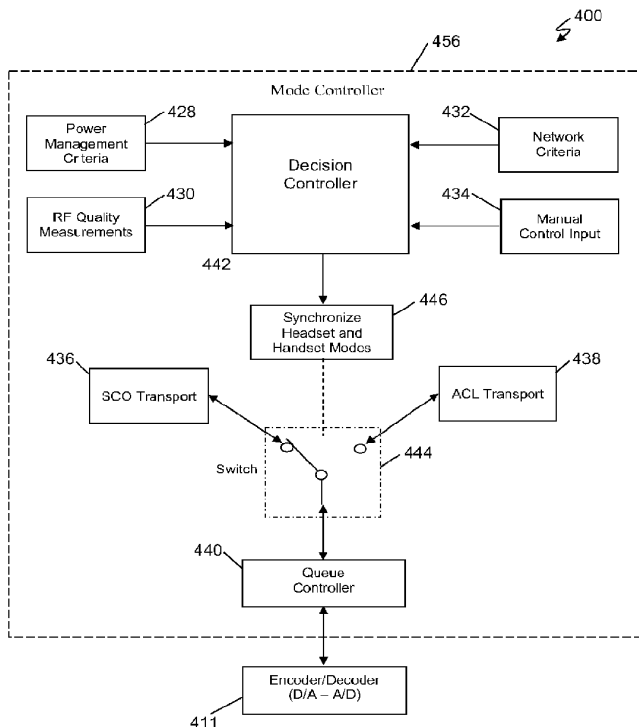 400
456
Mode Controller
428
Power
Management
Criteria
Decision
Controller
432
Network
Criteria
430
RF Quality
Measurements
434
Manual
Control Input
442
446
Synchronize
Headset and
Handset Modes
436
SCO Transport
438
ACL Transport
Switch
444
440
Queue
Controller
Encoder/Decoder
(D/A – A/D)
411